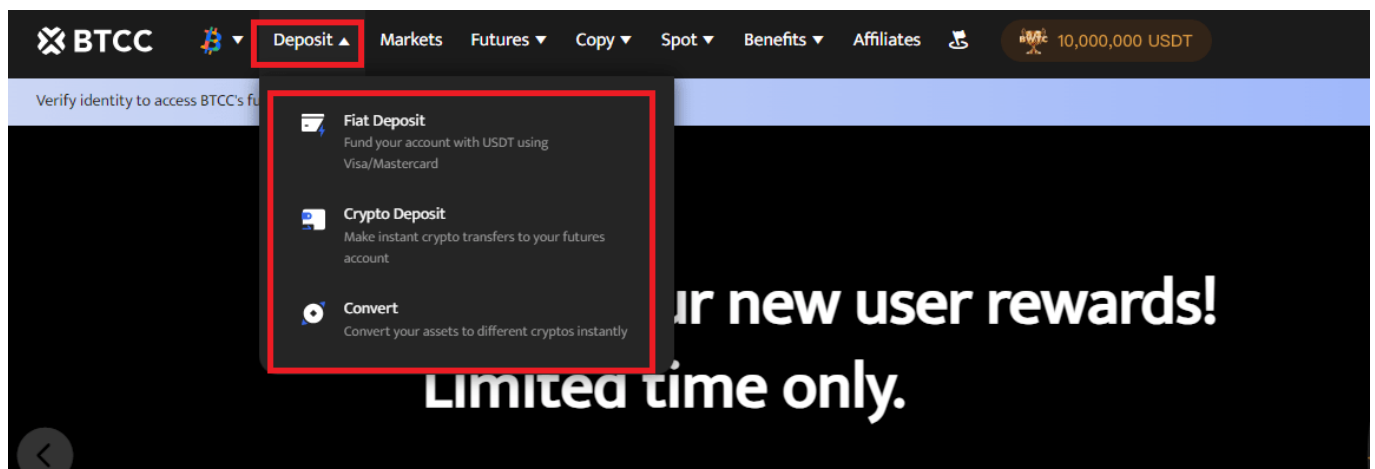 BTCC
Deposit ▲ Markets Futures ▼ Copy ▼ Spot ▼ Benefits ▼ Affiliates 10,000,000 USDT
Verify identity to access BTCC's fu
Fiat Deposit
Fund your account with USDT using
Visa/Mastercard
Crypto Deposit
Make instant crypto transfers to your futures
account
Convert
Convert your assets to different cryptos instantly
ur new user rewards!
Limited time only.